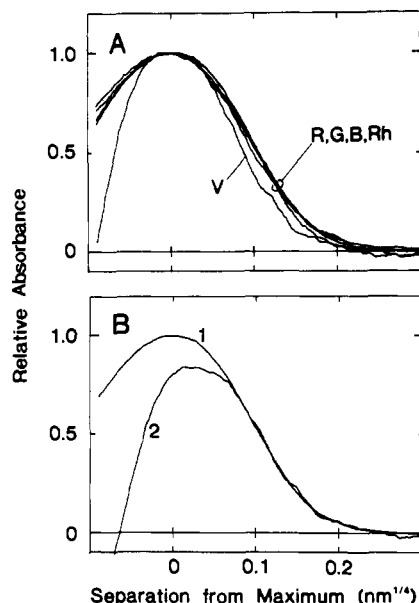 A
1.0
R,G,B,Rh
0.5
V
0
Relative Absorbance
B
1
1.0
0.5
2
0
0 0.1 0.2
Separation from Maximum (nm1/4)